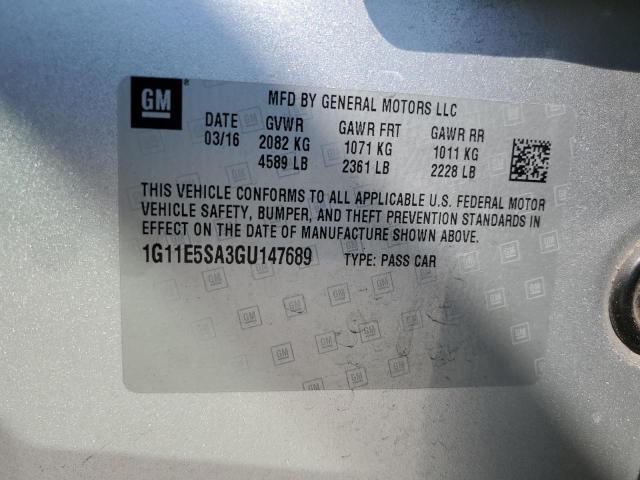 GM ®
MFD BY GENERAL MOTORS LLC
DATE GVWR GAWR FRT GAWR RR
03/16 2082 KG 1071 KG 1011 KG
4589 LB 2361 LB 2228 LB
THIS VEHICLE CONFORMS TO ALL APPLICABLE U.S. FEDERAL MOTOR
VEHICLE SAFETY, BUMPER, AND THEFT PREVENTION STANDARDS IN
EFFECT ON THE DATE OF MANUFACTURE SHOWN ABOVE.
1G11E5SA3GU147689 TYPE: PASS CAR